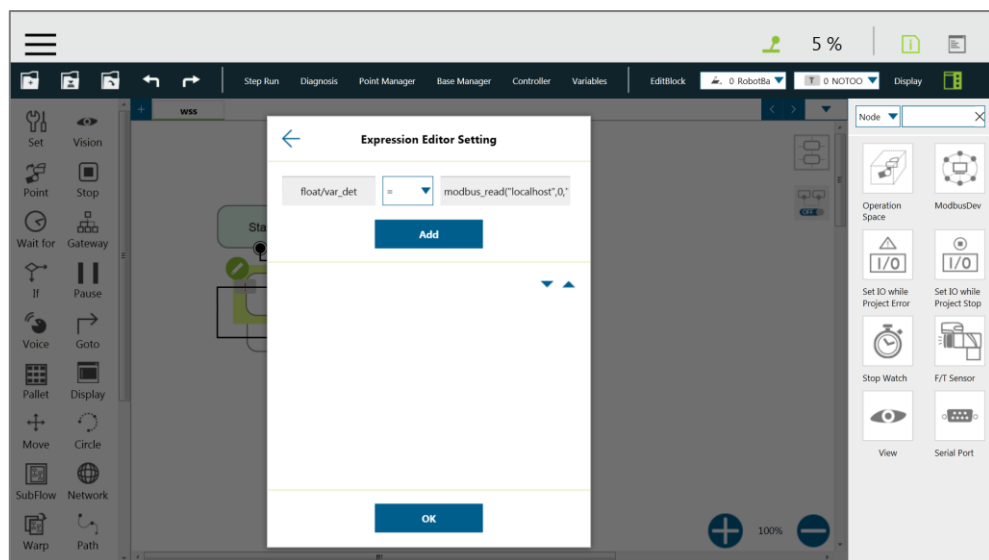 5 %
Step Run Diagnosis Point Manager Base Manager Controller Variables EditBlock 0 RobotBa T 0 NOTOO Display
+ wss
Set Vision
Point Stop
Wait for Gateway
If Pause
Voice Goto
Pallet Display
Move Circle
SubFlow Network
Warp Path
Sta
Expression Editor Setting
float/var_det = modbus_read("localhost",0,"
Add
OK
OFF
100%
Node
Operation
Space
ModbusDev
I/O
I/O
Set IO while
Project Error
Set IO while
Project Stop
Stop Watch F/T Sensor
View Serial Port